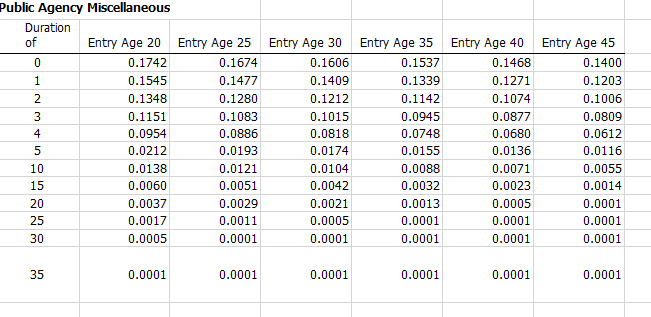 Public Agency Miscellaneous
Duration
of Entry Age 20 Entry Age 25 Entry Age 30 Entry Age 35 Entry Age 40 Entry Age 45
0 0.1742 0.1674 0.1606 0.1537 0.1468 0.1400
1 0.1545 0.1477 0.1409 0.1339 0.1271 0.1203
2 0.1348 0.1280 0.1212 0.1142 0.1074 0.1006
3 0.1151 0.1083 0.1015 0.0945 0.0877 0.0809
4 0.0954 0.0886 0.0818 0.0748 0.0680 0.0612
5 0.0212 0.0193 0.0174 0.0155 0.0136 0.0116
10 0.0138 0.0121 0.0104 0.0088 0.0071 0.0055
15 0.0060 0.0051 0.0042 0.0032 0.0023 0.0014
20 0.0037 0.0029 0.0021 0.0013 0.0005 0.0001
25 0.0017 0.0011 0.0005 0.0001 0.0001 0.0001
30 0.0005 0.0001 0.0001 0.0001 0.0001 0.0001
35 0.0001 0.0001 0.0001 0.0001 0.0001 0.0001